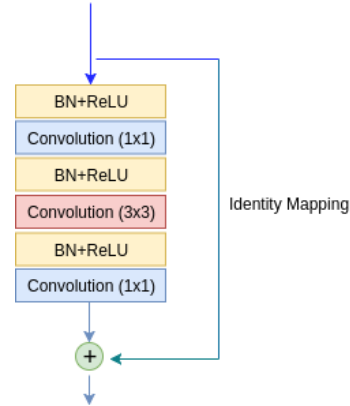 BN+ReLU
Convolution (1x1)
BN+ReLU
Convolution (3x3)
Identity Mapping
BN+ReLU
Convolution (1x1)
+